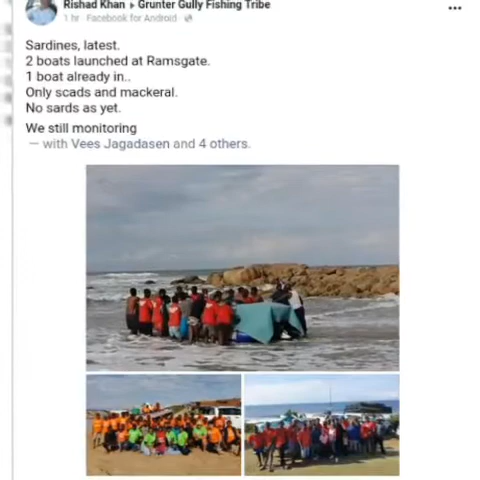 Rishad Khan ▸ Grunter Gully Fishing Tribe
1 hr · Facebook for Android ·
Sardines, latest.
2 boats launched at Ramsgate.
1 boat already in..
Only scads and mackeral.
No sards as yet.
We still monitoring
— with Vees Jagadasen and 4 others.